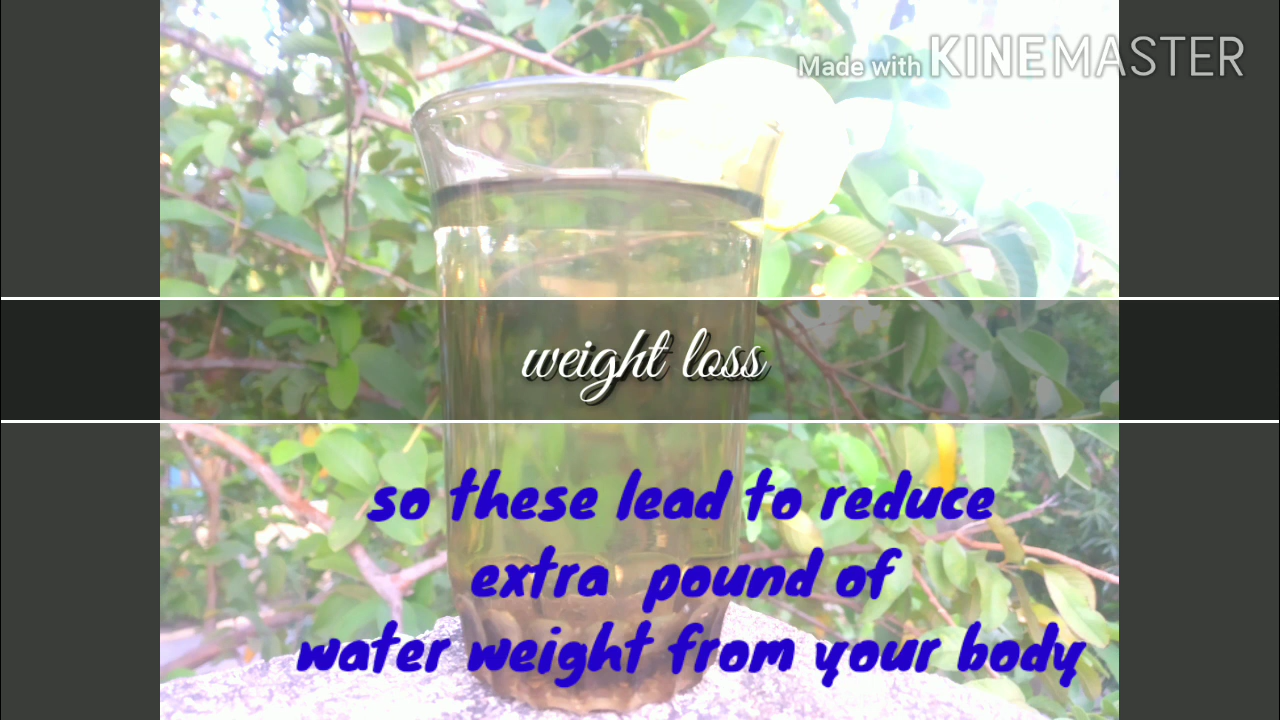 Made with KINEMASTER
weight loss
so these lead to reduce
extra pound of
water weight from your body